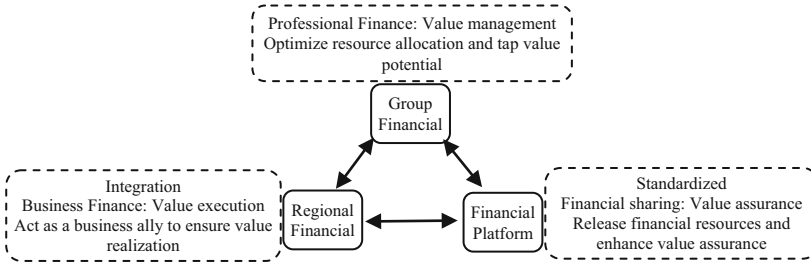 Professional Finance: Value management
Optimize resource allocation and tap value
potential
Group
Financial
Integration
Business Finance: Value execution
Act as a business ally to ensure value
realization
Regional
Financial
Financial
Platform
Standardized
Financial sharing: Value assurance
Release financial resources and
enhance value assurance